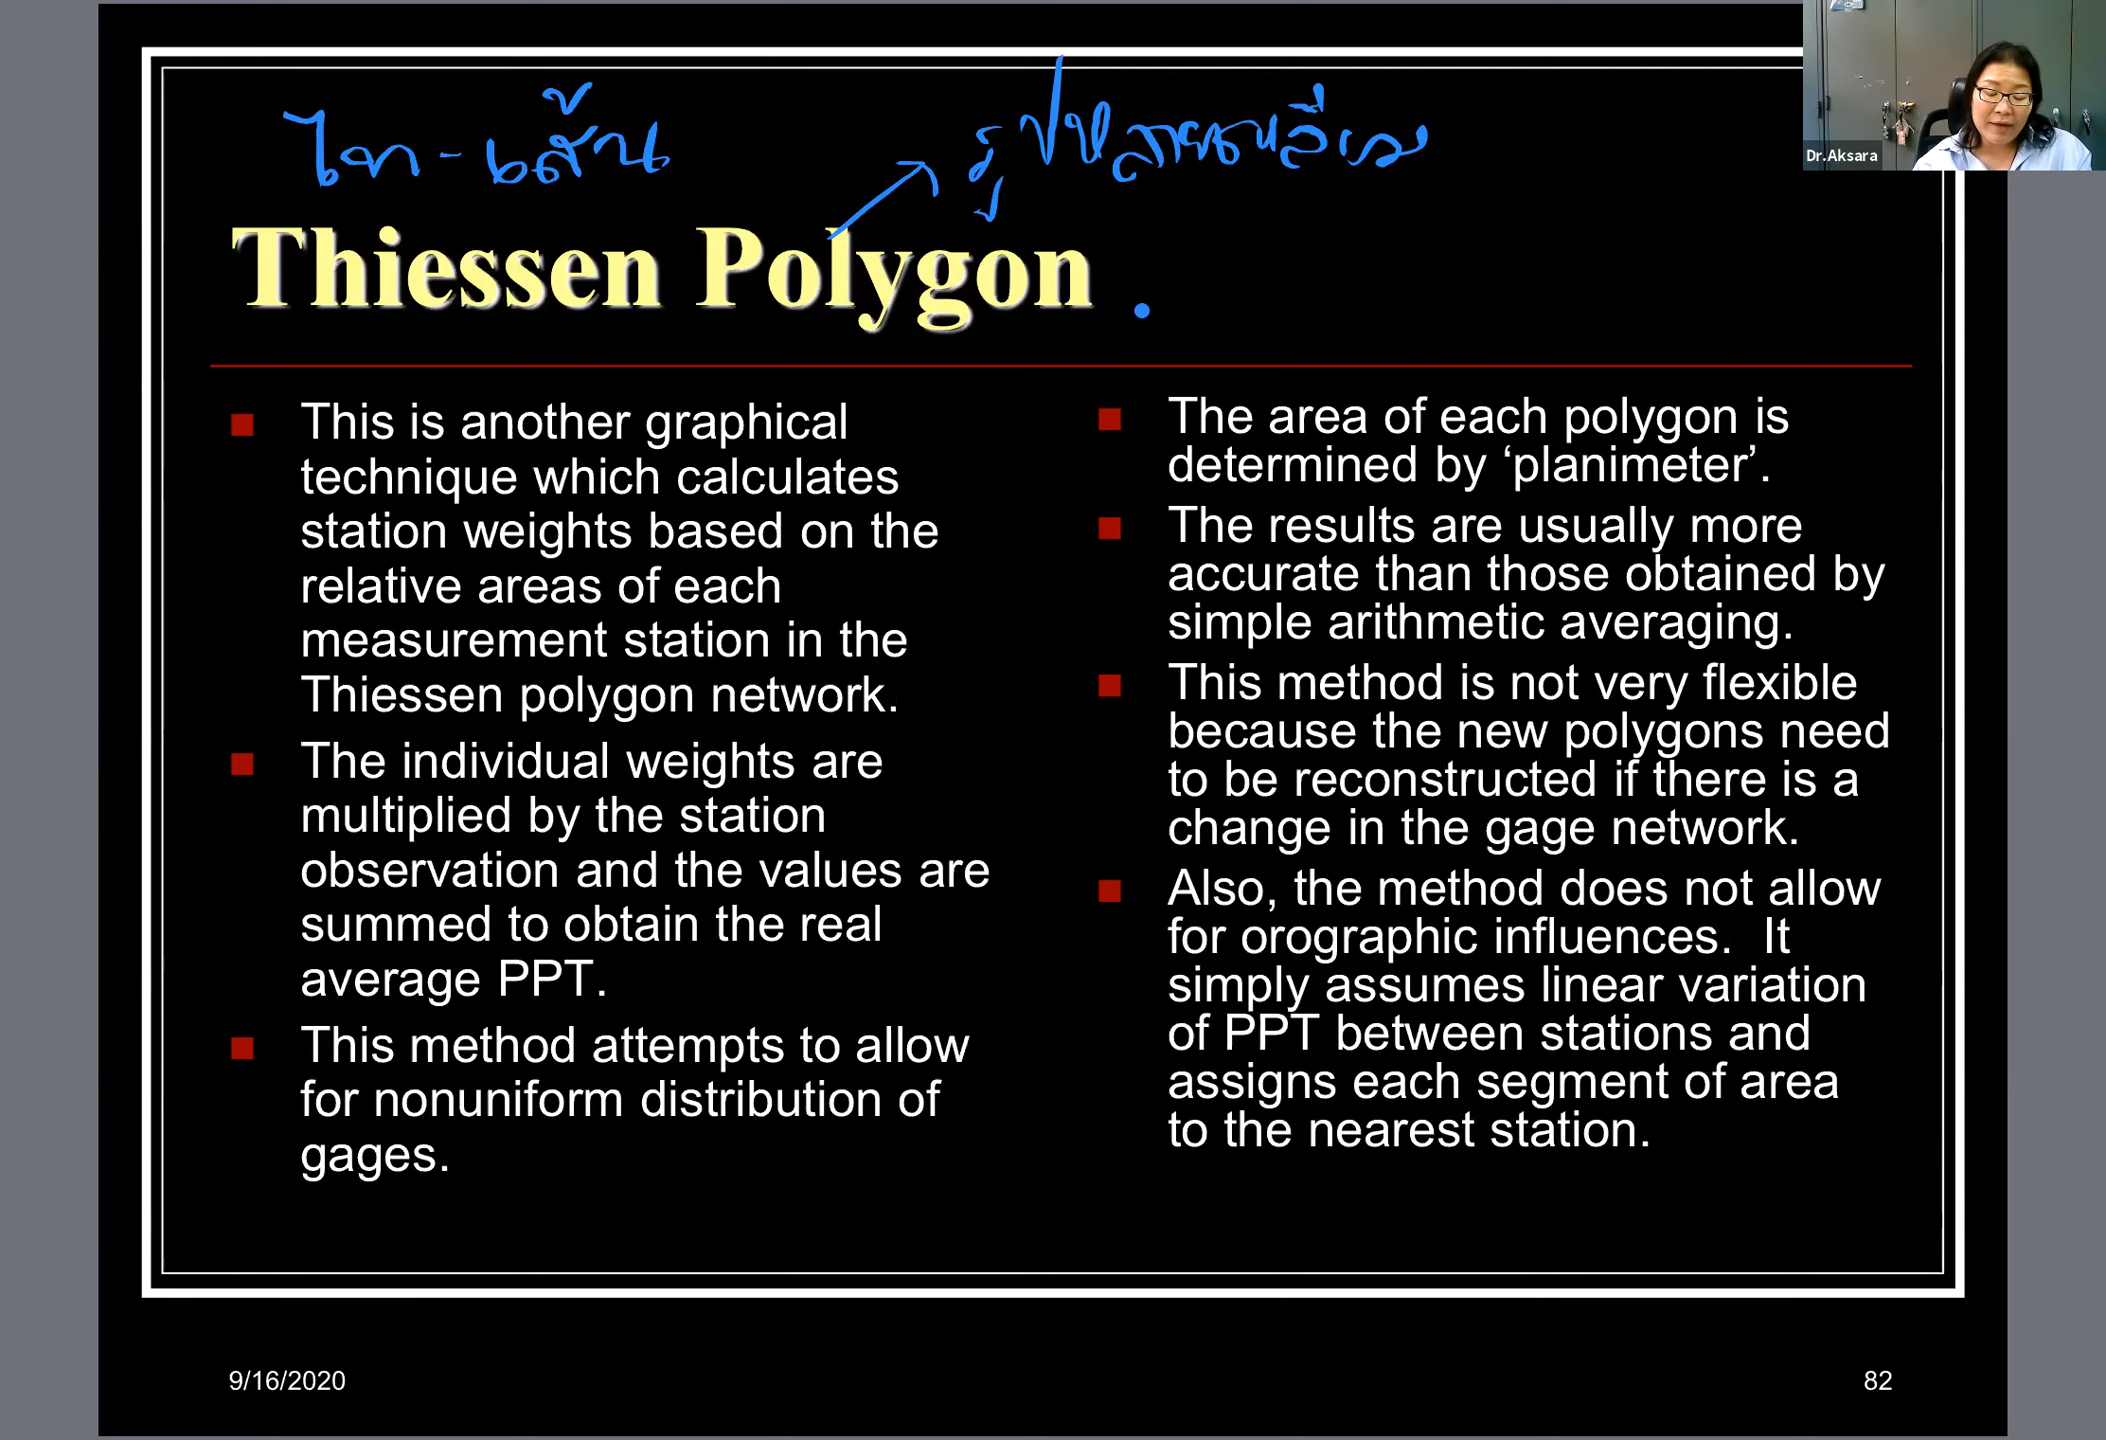 ไทา-เส้น
รูปหลายเหลี่ยม
Dr.Aksara
Thiessen Polygon
This is another graphical
technique which calculates
station weights based on the
relative areas of each
measurement station in the
Thiessen polygon network.
The individual weights are
multiplied by the station
observation and the values are
summed to obtain the real
average PPT.
This method attempts to allow
for nonuniform distribution of
gages.
The area of each polygon is
determined by ‘planimeter’.
The results are usually more
accurate than those obtained by
simple arithmetic averaging.
This method is not very flexible
because the new polygons need
to be reconstructed if there is a
change in the gage network.
Also, the method does not allow
for orographic influences.  It
simply assumes linear variation
of PPT between stations and
assigns each segment of area
to the nearest station.
9/16/2020
82